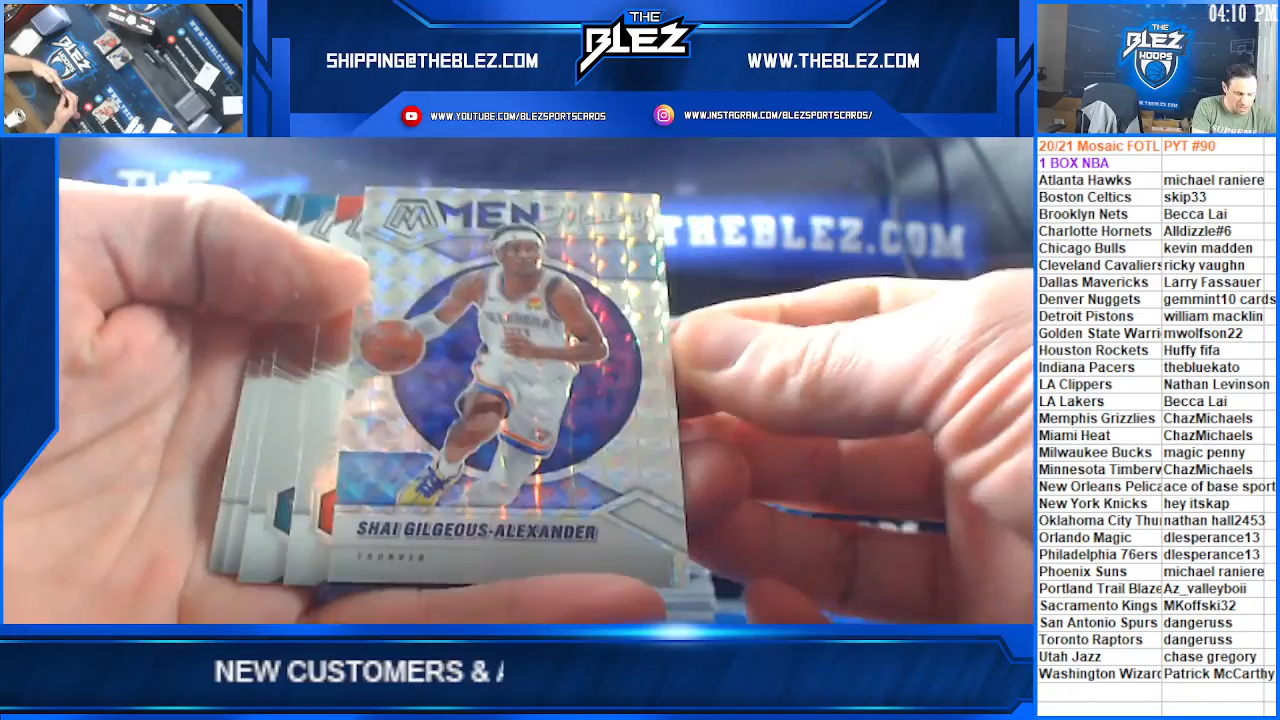 04:10 PM
THE
BLEZ
SHIPPING@THEBLEZ.COM
WWW.THEBLEZ.COM
WWW.YOUTUBE.COM/BLEZSPORTSCARDS
WWW.INSTAGRAM.COM/BLEZSPORTSCARDS/
THE
BLEZ
HOOPS
WWW.THEBLEZ.COM
SUPREME
THE
THEBLEZ.COM
MEN
SHAI GILGEOUS-ALEXANDER
THUNDER
20/21 Mosaic FOTL PYT #90
1 BOX NBA
Atlanta Hawks michael raniere
Boston Celtics skip33
Brooklyn Nets Becca Lai
Charlotte Hornets Alldizzle#6
Chicago Bulls kevin madden
Cleveland Cavaliers ricky vaughn
Dallas Mavericks Larry Fassauer
Denver Nuggets gemmint10 cards
Detroit Pistons william macklin
Golden State Warri mwolfson22
Houston Rockets Huffy fifa
Indiana Pacers thebluekato
LA Clippers Nathan Levinson
LA Lakers Becca Lai
Memphis Grizzlies ChazMichaels
Miami Heat ChazMichaels
Milwaukee Bucks magic penny
Minnesota Timberw ChazMichaels
New Orleans Pelica ace of base sport
New York Knicks hey itskap
Oklahoma City Thu nathan hall2453
Orlando Magic dlesperance13
Philadelphia 76ers dlesperance13
Phoenix Suns michael raniere
Portland Trail Blaze Az_valleyboii
Sacramento Kings MKoffski32
San Antonio Spurs dangeruss
Toronto Raptors dangeruss
Utah Jazz chase gregory
Washington Wizard Patrick McCarthy
NEW CUSTOMERS & A